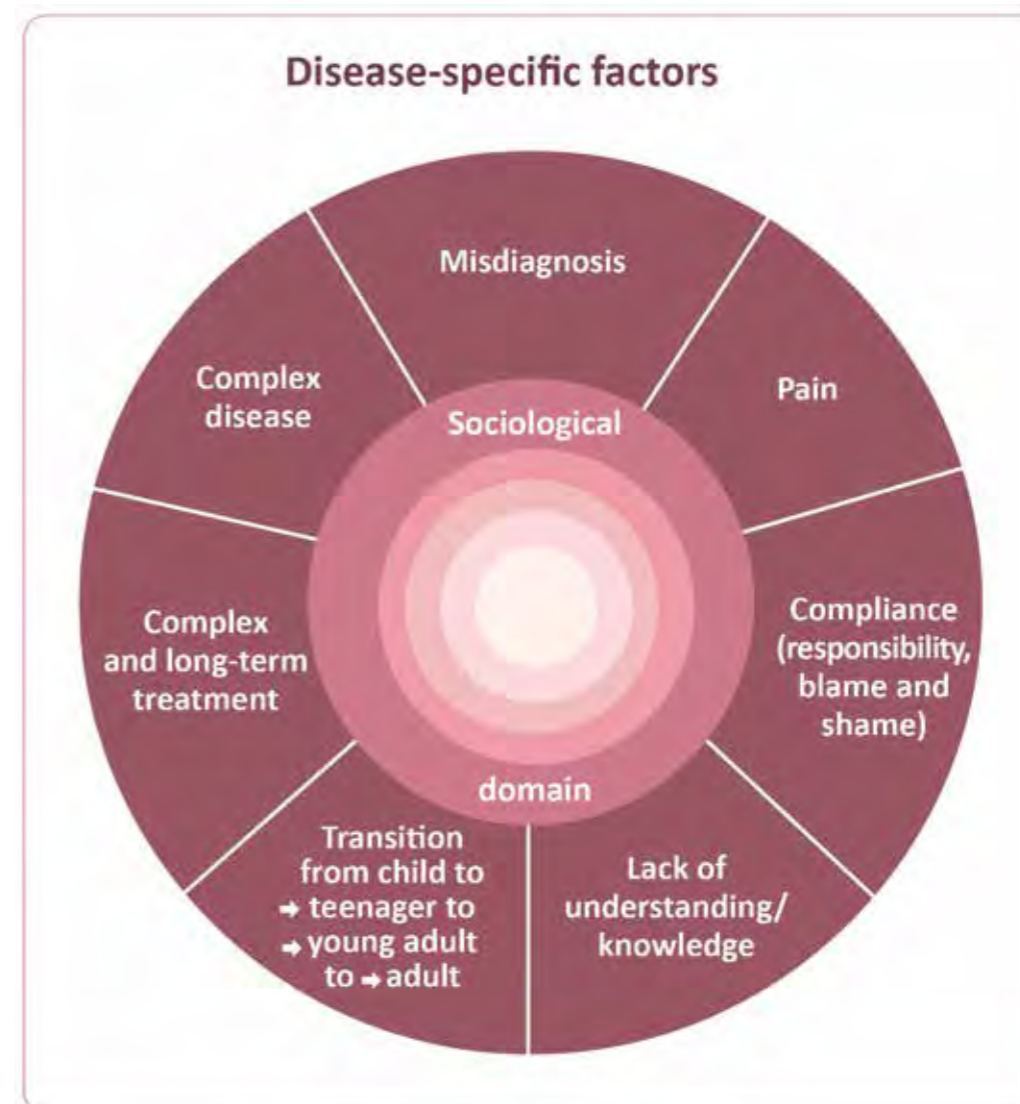 Disease-specific factors
Misdiagnosis
Pain
Compliance
(responsibility,
blame and
shame)
Lack of
understanding/
knowledge
Transition
from child to
➜ teenager to
➜ young adult
to ➜ adult
Complex
and long-term
treatment
Complex
disease
Sociological
domain